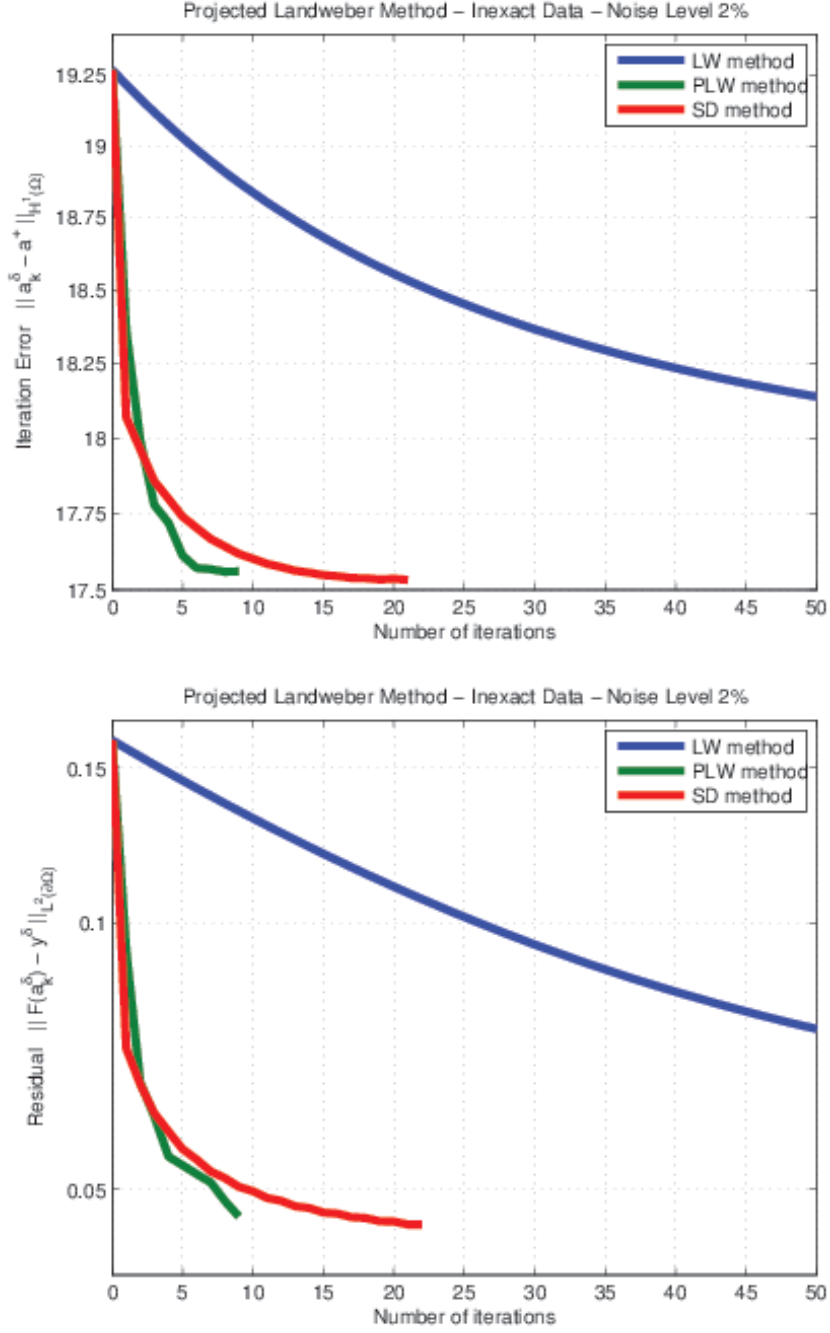 Projected Landweber Method – Inexact Data – Noise Level 2%
LW method
PLW method
SD method
19.25
19
18.75
18.5
18.25
18
17.75
17.5
Iteration Error || a_k^δ – a^+ ||_{H^1(Ω)}
0 5 10 15 20 25 30 35 40 45 50
Number of iterations
Projected Landweber Method – Inexact Data – Noise Level 2%
LW method
PLW method
SD method
0.15
0.1
0.05
Residual || F(a_k^δ) – y^δ ||_{L^2(∂Ω)}
0 5 10 15 20 25 30 35 40 45 50
Number of iterations